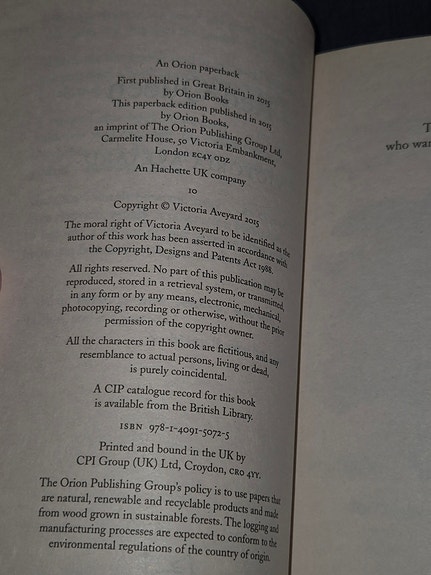 An Orion paperback
First published in Great Britain in 2015
by Orion Books
This paperback edition published in 2015
by Orion Books,
an imprint of The Orion Publishing Group Ltd,
Carmelite House, 50 Victoria Embankment,
London EC4Y 0DZ
An Hachette UK company
10
Copyright © Victoria Aveyard 2015
The moral right of Victoria Aveyard to be identified as the
author of this work has been asserted in accordance with
the Copyright, Designs and Patents Act 1988.
All rights reserved. No part of this publication may be
reproduced, stored in a retrieval system, or transmitted,
in any form or by any means, electronic, mechanical,
photocopying, recording or otherwise, without the prior
permission of the copyright owner.
All the characters in this book are fictitious, and any
resemblance to actual persons, living or dead,
is purely coincidental.
A CIP catalogue record for this book
is available from the British Library.
ISBN 978-1-4091-5072-5
Printed and bound in the UK by
CPI Group (UK) Ltd, Croydon, CR0 4YY.
The Orion Publishing Group's policy is to use papers that
are natural, renewable and recyclable products and made
from wood grown in sustainable forests. The logging and
manufacturing processes are expected to conform to the
environmental regulations of the country of origin.
T
who wan